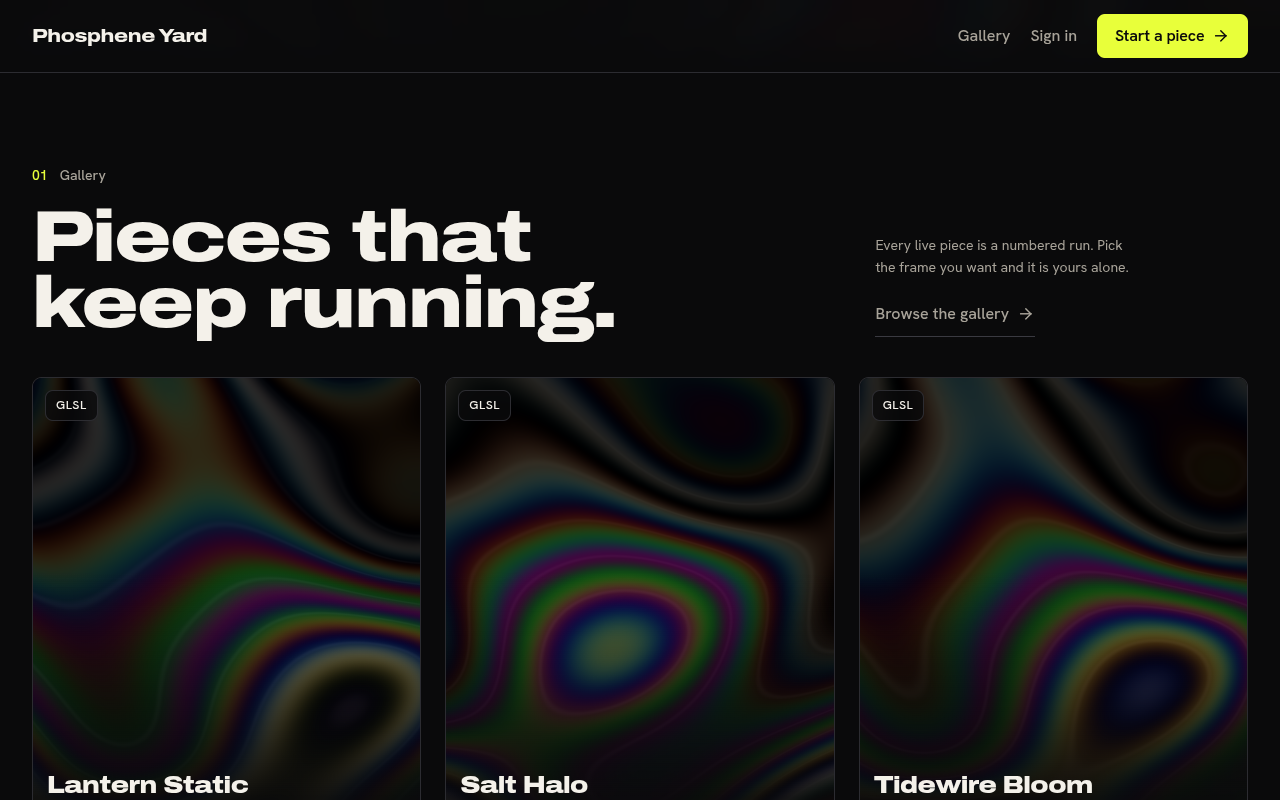 Phosphene Yard
Gallery
Sign in
Start a piece
01 Gallery
Pieces that
keep running.
Every live piece is a numbered run. Pick
the frame you want and it is yours alone.
Browse the gallery
GLSL
GLSL
GLSL
Lantern Static
Salt Halo
Tidewire Bloom